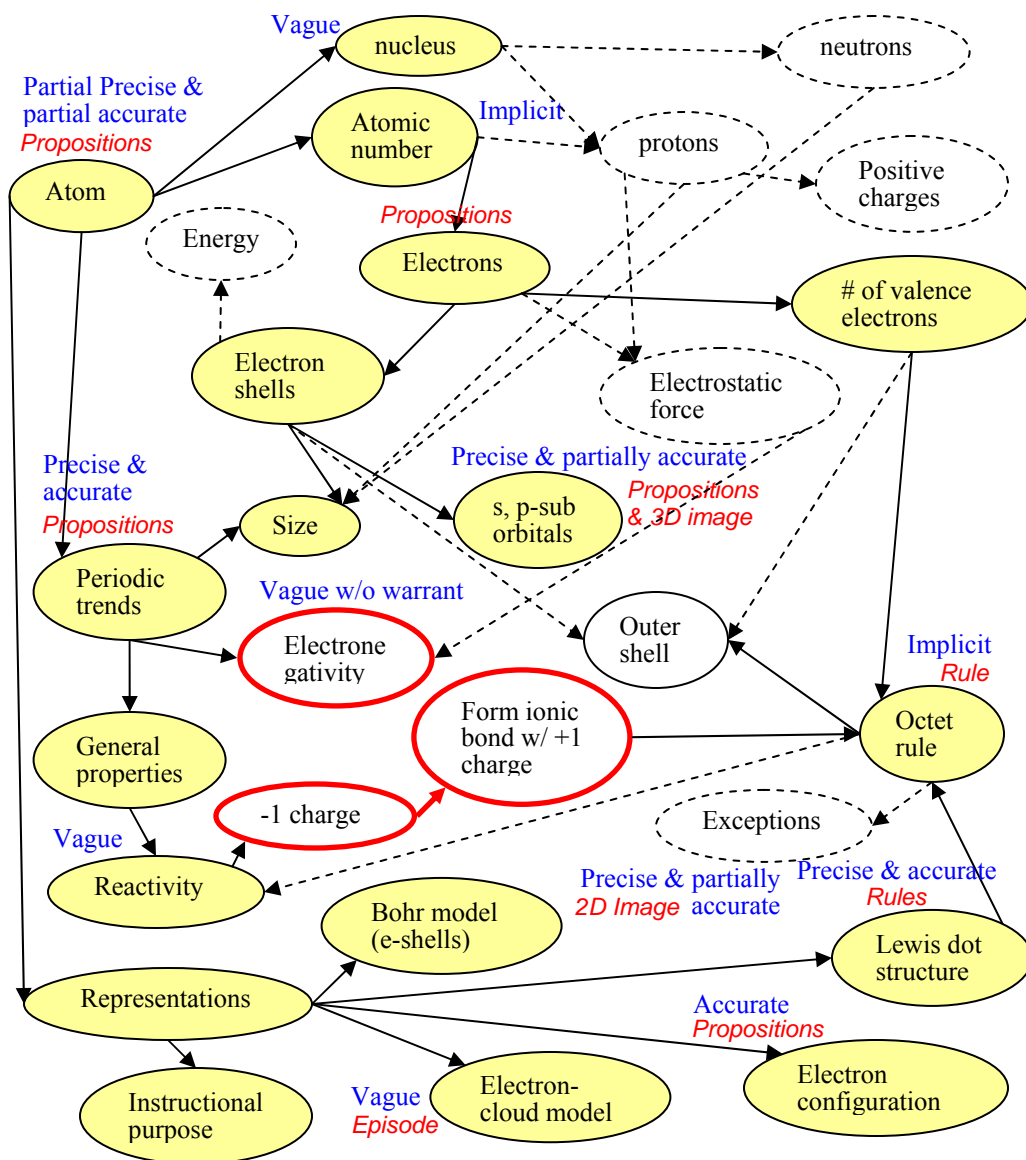 Vague
nucleus
neutrons
Partial Precise &
partial accurate
Propositions
Atomic
number
Implicit
protons
Positive
charges
Atom
Propositions
Energy
Electrons
# of valence
electrons
Electron
shells
Electrostatic
force
Precise &
accurate
Propositions
Precise & partially accurate
Propositions
& 3D image
Size
s, p-sub
orbitals
Periodic
trends
Vague w/o warrant
Electrone
gativity
Outer
shell
Implicit
Rule
Form ionic
bond w/ +1
charge
Octet
rule
General
properties
-1 charge
Exceptions
Vague
Reactivity
Precise & partially
2D Image accurate
Precise & accurate
Rules
Bohr model
(e-shells)
Lewis dot
structure
Representations
Accurate
Propositions
Instructional
purpose
Vague
Episode
Electron-
cloud model
Electron
configuration